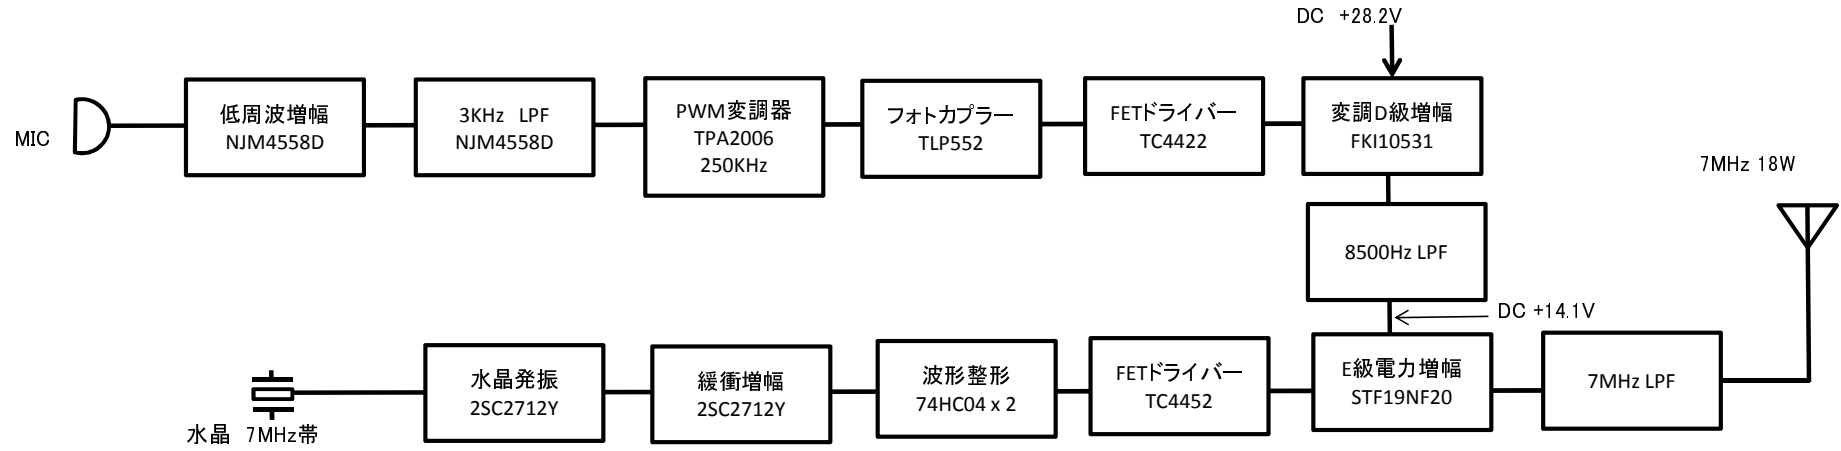 DC +28.2V
MIC
低周波増幅
NJM4558D
3KHz LPF
NJM4558D
PWM変調器
TPA2006
250KHz
フォトカプラー
TLP552
FETドライバー
TC4422
変調D級増幅
FKI10531
7MHz 18W
8500Hz LPF
DC +14.1V
水晶 7MHz帯
水晶発振
2SC2712Y
緩衝増幅
2SC2712Y
波形整形
74HC04 x 2
FETドライバー
TC4452
E級電力増幅
STF19NF20
7MHz LPF